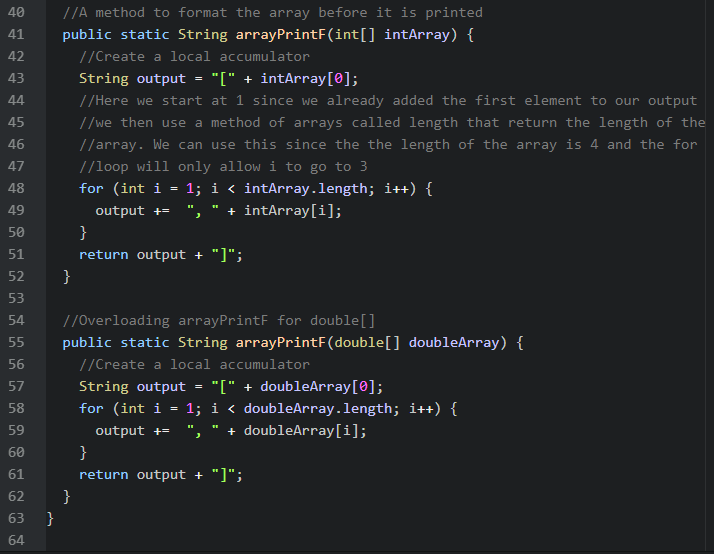 40 //A method to format the array before it is printed
41 public static String arrayPrintF(int[] intArray) {
42 //Create a local accumulator
43 String output = "[" + intArray[0];
44 //Here we start at 1 since we already added the first element to our output
45 //we then use a method of arrays called length that return the length of the
46 //array. We can use this since the the length of the array is 4 and the for
47 //loop will only allow i to go to 3
48 for (int i = 1; i < intArray.length; i++) {
49 output +=  ", " + intArray[i];
50 }
51 return output + "]";
52 }
53
54 //Overloading arrayPrintF for double[]
55 public static String arrayPrintF(double[] doubleArray) {
56 //Create a local accumulator
57 String output = "[" + doubleArray[0];
58 for (int i = 1; i < doubleArray.length; i++) {
59 output +=  ", " + doubleArray[i];
60 }
61 return output + "]";
62 }
63 }
64